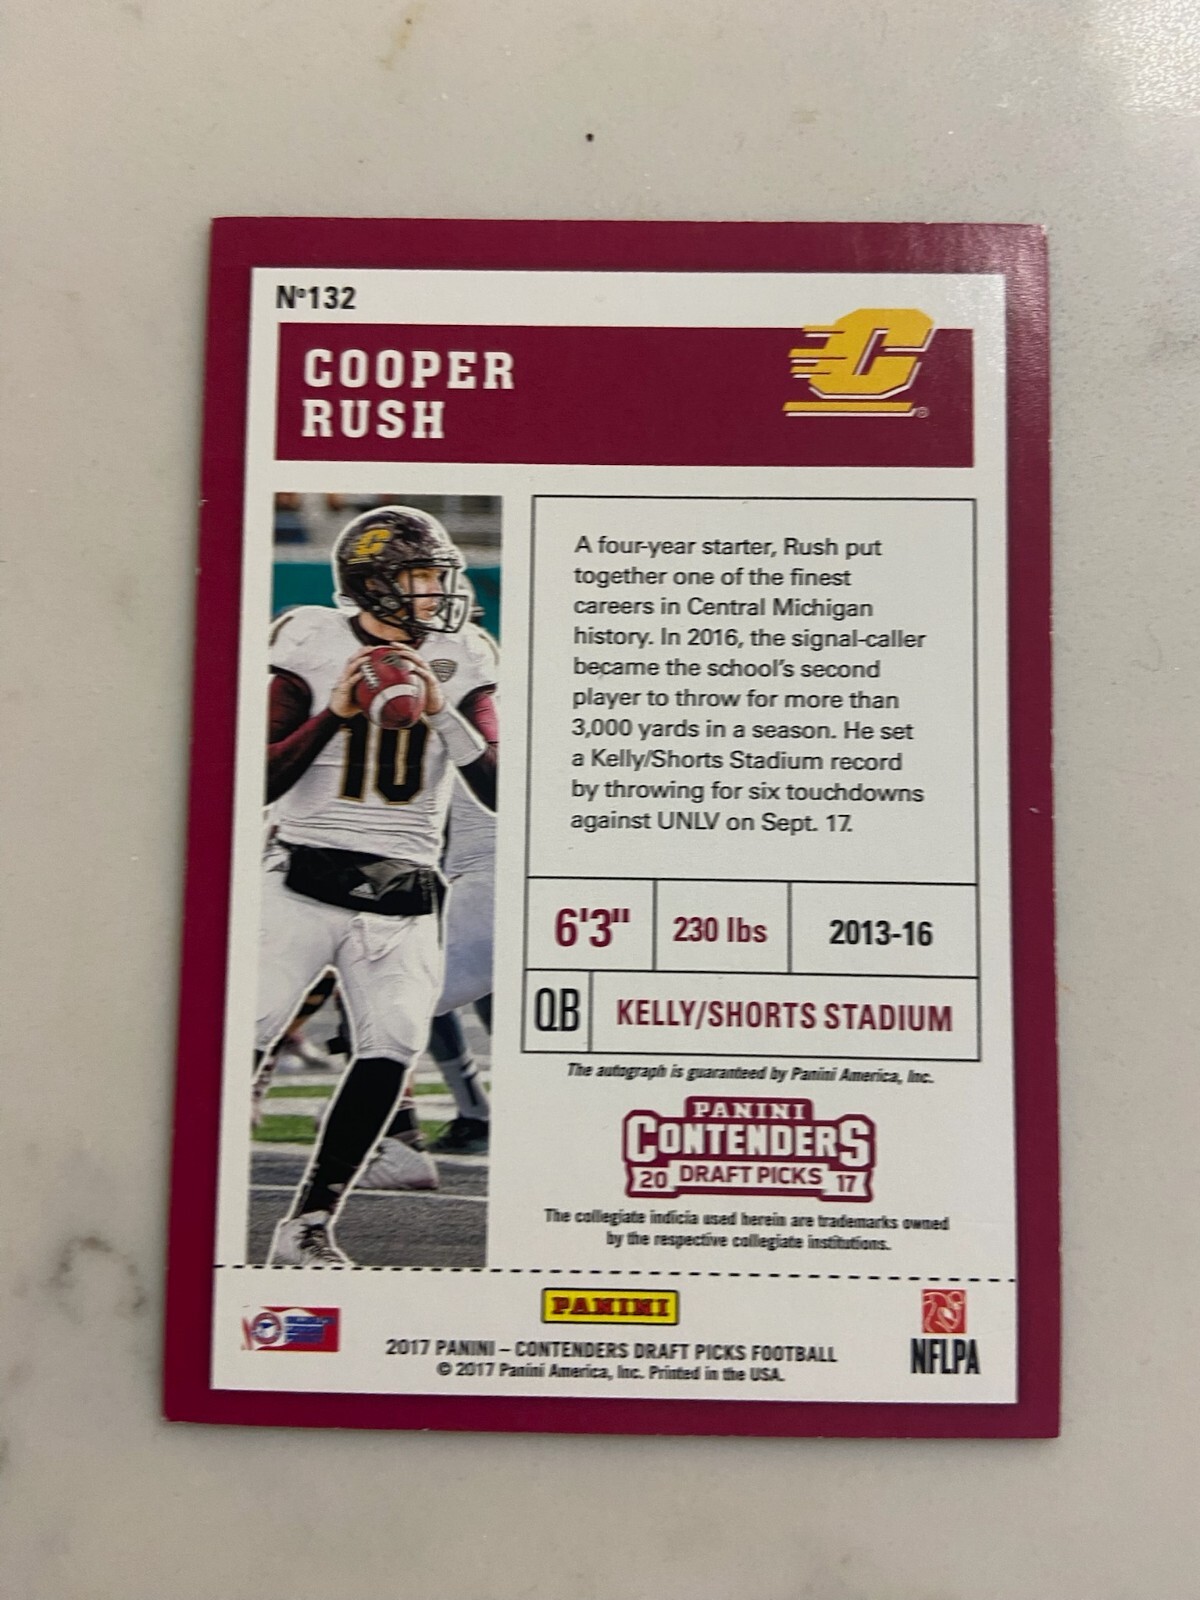 Nº132
COOPER
RUSH
A four-year starter, Rush put
together one of the finest
careers in Central Michigan
history. In 2016, the signal-caller
became the school's second
player to throw for more than
3,000 yards in a season. He set
a Kelly/Shorts Stadium record
by throwing for six touchdowns
against UNLV on Sept. 17.
10
6'3" 230 lbs 2013-16
QB KELLY/SHORTS STADIUM
The autograph is guaranteed by Panini America, Inc.
PANINI
CONTENDERS
20 DRAFT PICKS 17
The collegiate indicia used herein are trademarks owned
by the respective collegiate institutions.
PANINI
2017 PANINI – CONTENDERS DRAFT PICKS FOOTBALL
© 2017 Panini America, Inc. Printed in the USA.
NFLPA